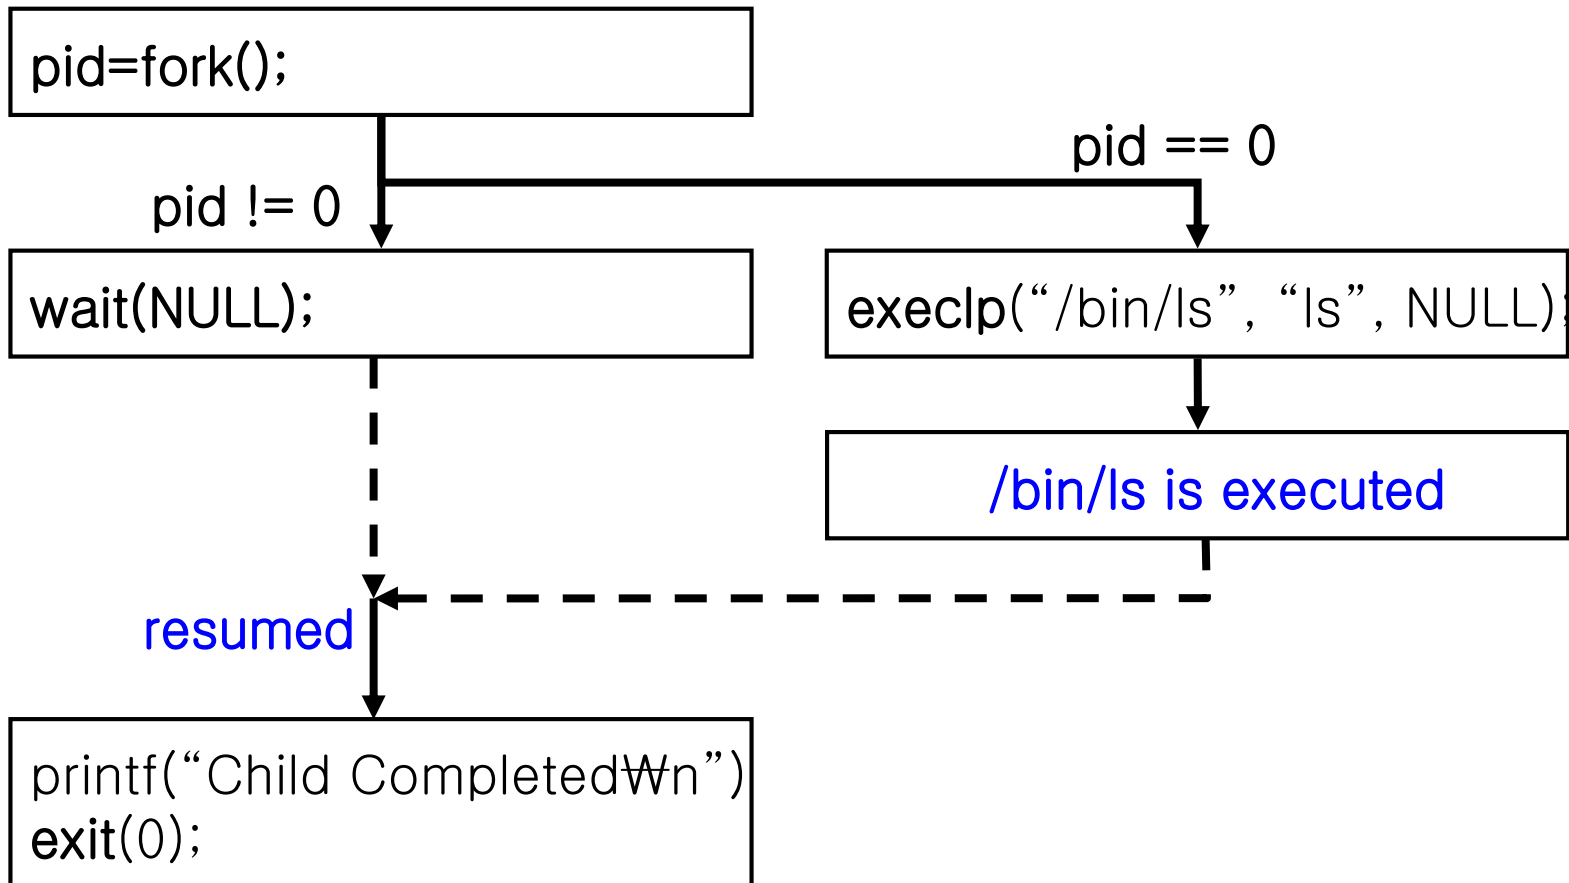 pid=fork();
pid == 0
pid != 0
wait(NULL);
execlp(“/bin/ls”, “ls”, NULL);
/bin/ls is executed
resumed
printf(“Child Completed₩n”)
exit(0);